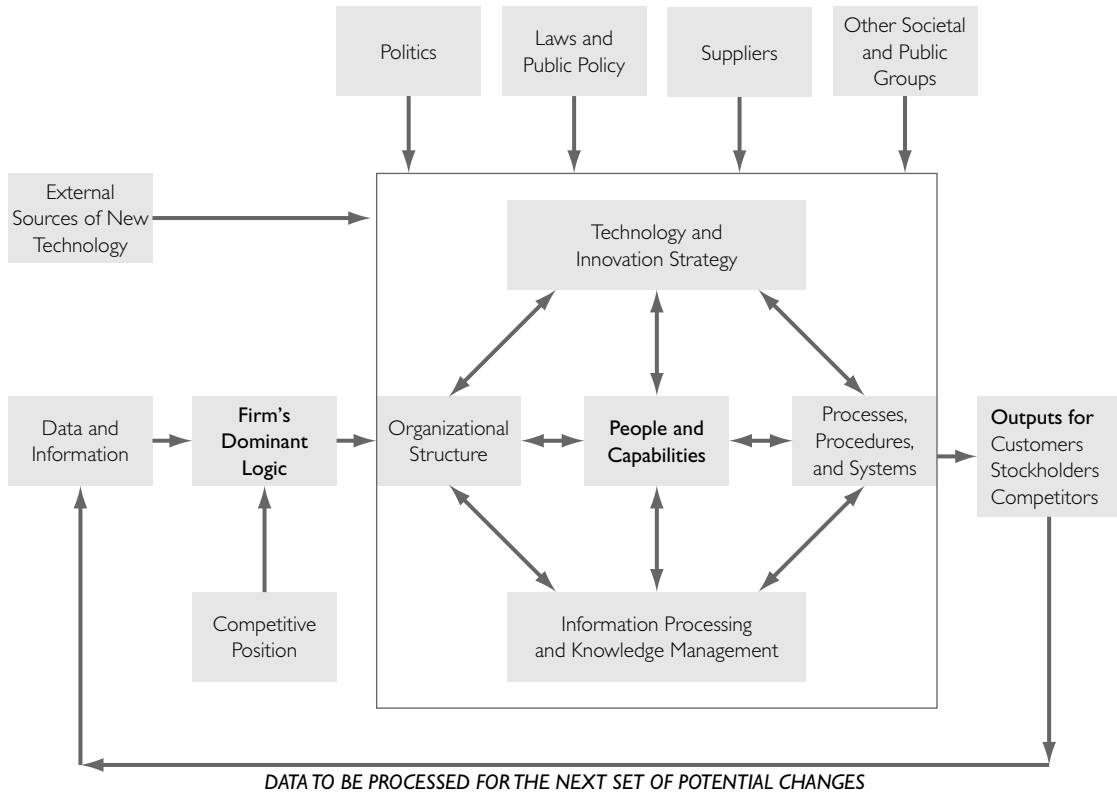 Politics
Laws and
Public Policy
Suppliers
Other Societal
and Public
Groups
External
Sources of New
Technology
Technology and
Innovation Strategy
Data and
Information
Firm's
Dominant
Logic
Organizational
Structure
People and
Capabilities
Processes,
Procedures,
and Systems
Outputs for
Customers
Stockholders
Competitors
Competitive
Position
Information Processing
and Knowledge Management
DATA TO BE PROCESSED FOR THE NEXT SET OF POTENTIAL CHANGES